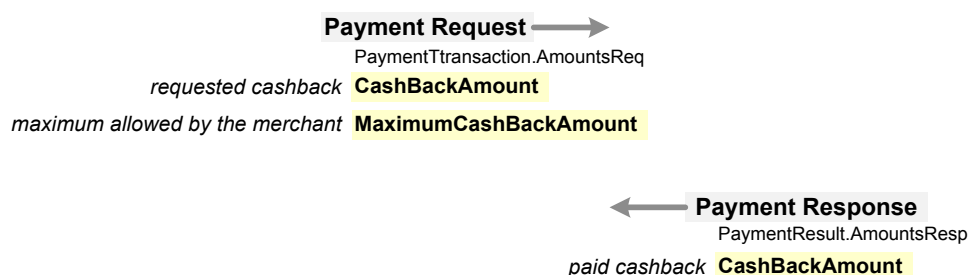 Payment Request
PaymentTtransaction.AmountsReq
requested cashback CashBackAmount
maximum allowed by the merchant MaximumCashBackAmount
Payment Response
PaymentResult.AmountsResp
paid cashback CashBackAmount